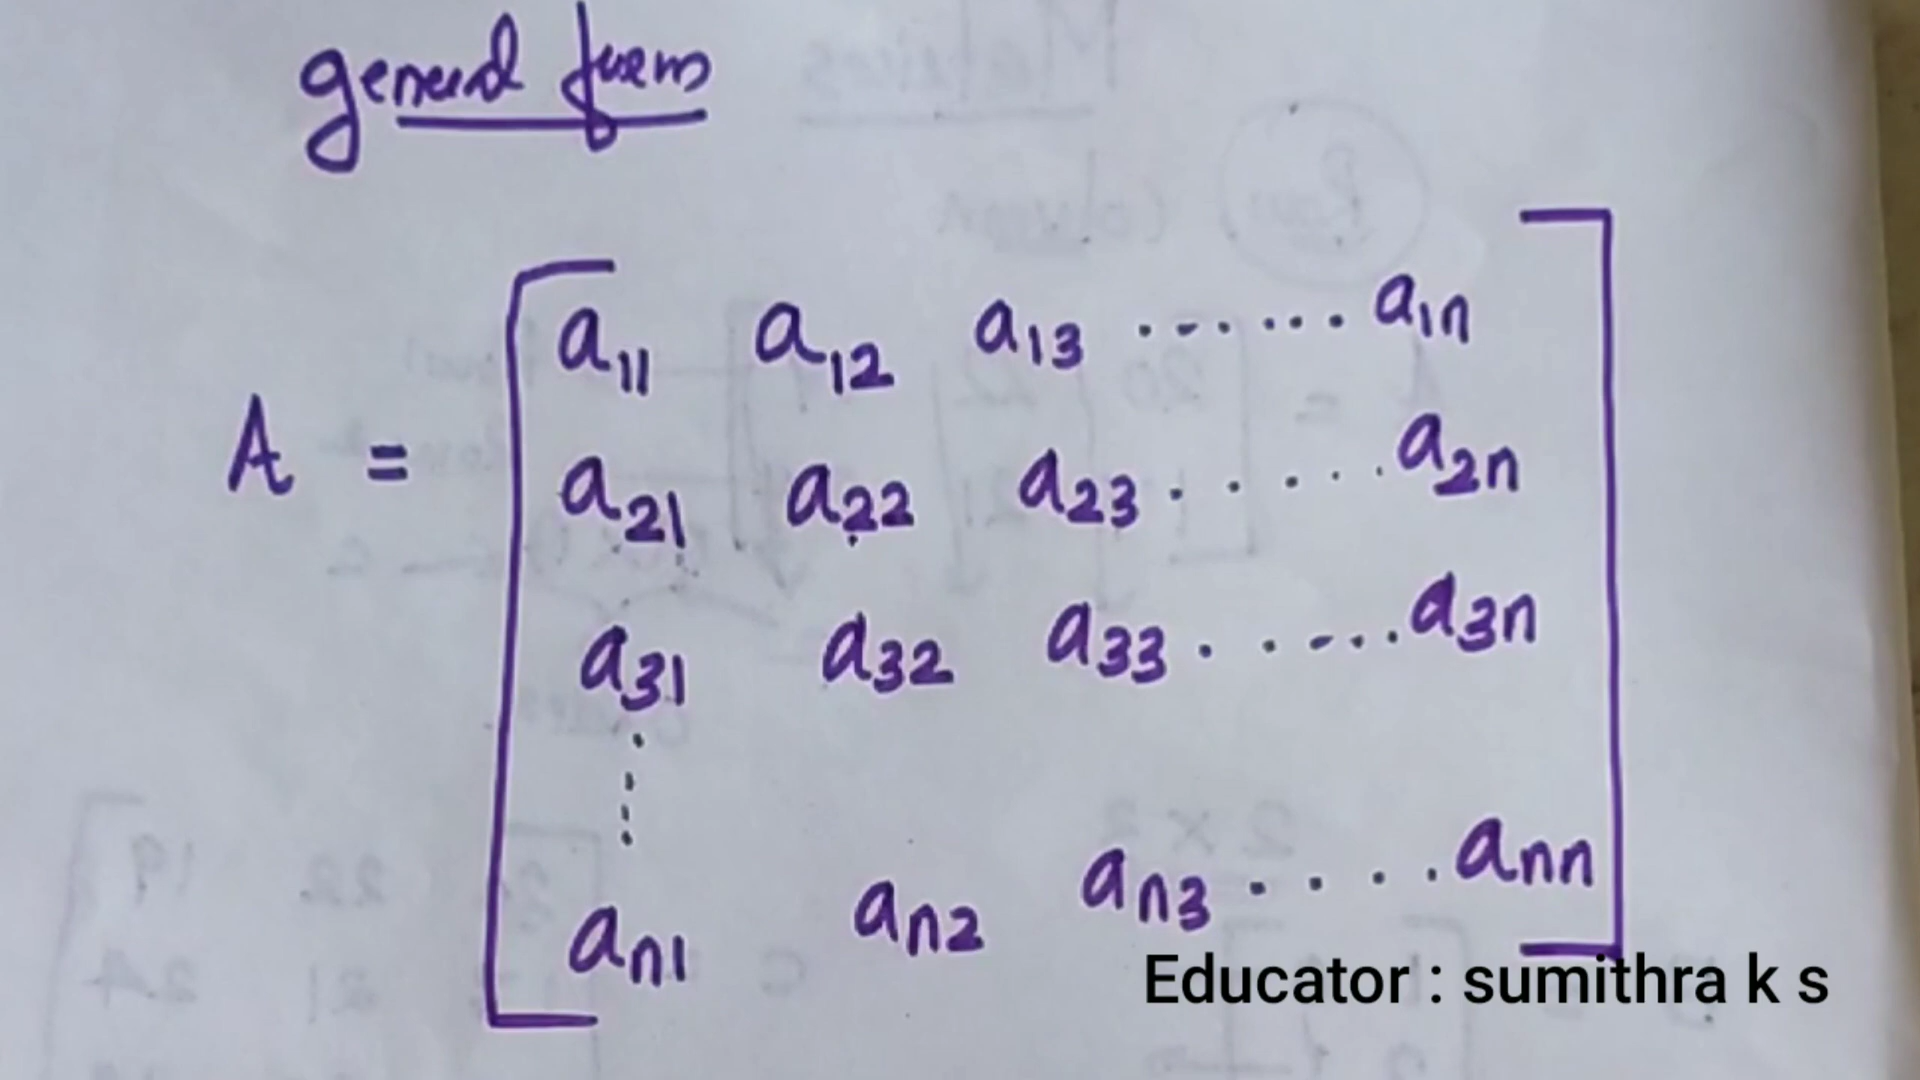 general form
A = [ a11 a12 a13 ...... a1n
a21 a22 a23 ...... a2n
a31 a32 a33 ...... a3n
an1 an2 an3 .... ann ]
Educator : sumithra k s